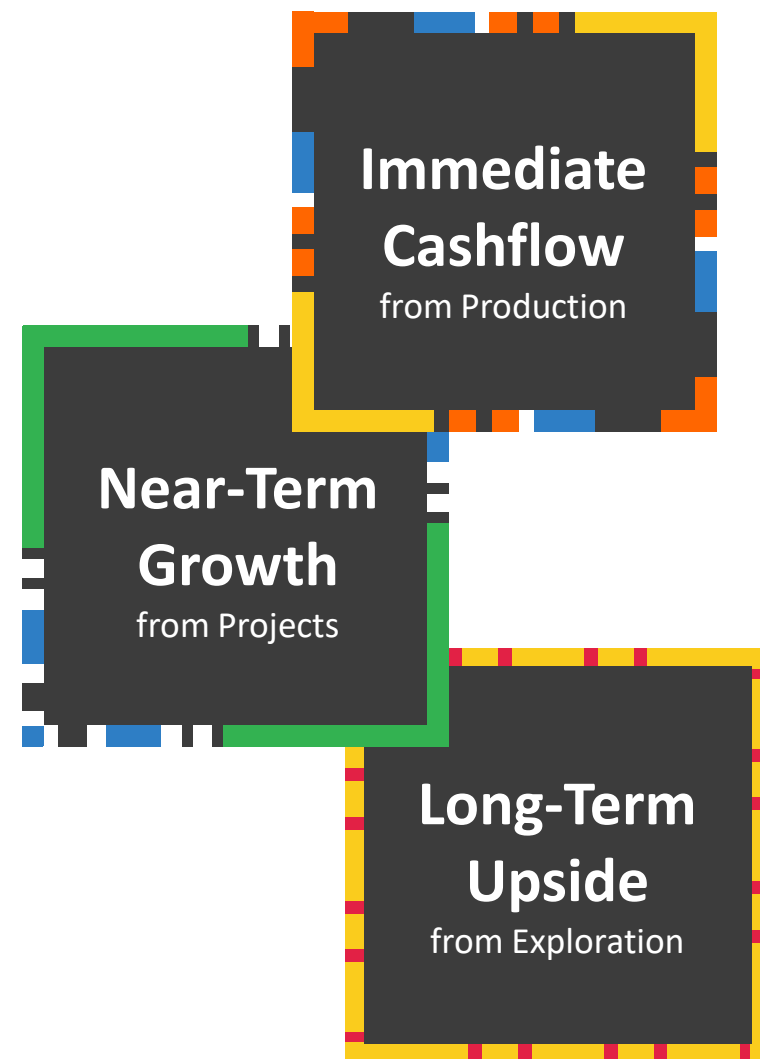 Immediate
Cashflow
from Production
Near-Term
Growth
from Projects
Long-Term
Upside
from Exploration